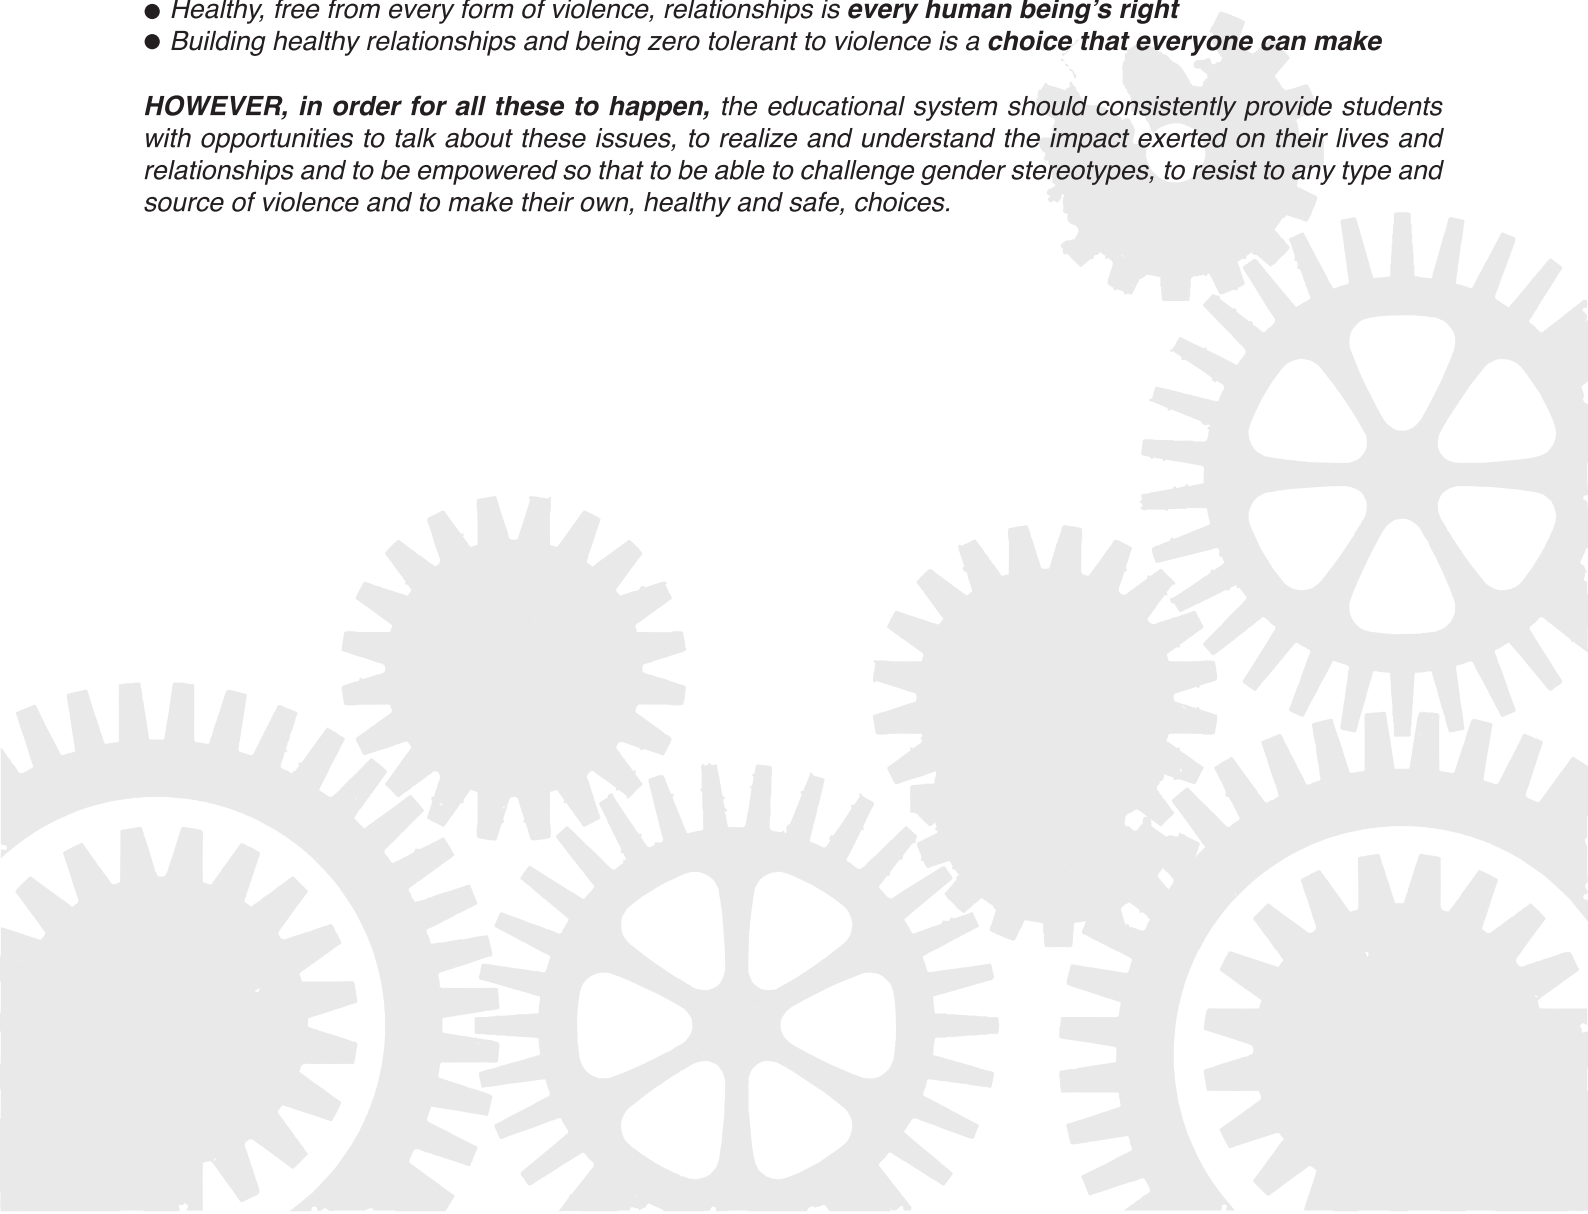 ● Healthy, free from every form of violence, relationships is every human being’s right
● Building healthy relationships and being zero tolerant to violence is a choice that everyone can make
HOWEVER, in order for all these to happen, the educational system should consistently provide students
with opportunities to talk about these issues, to realize and understand the impact exerted on their lives and
relationships and to be empowered so that to be able to challenge gender stereotypes, to resist to any type and
source of violence and to make their own, healthy and safe, choices.